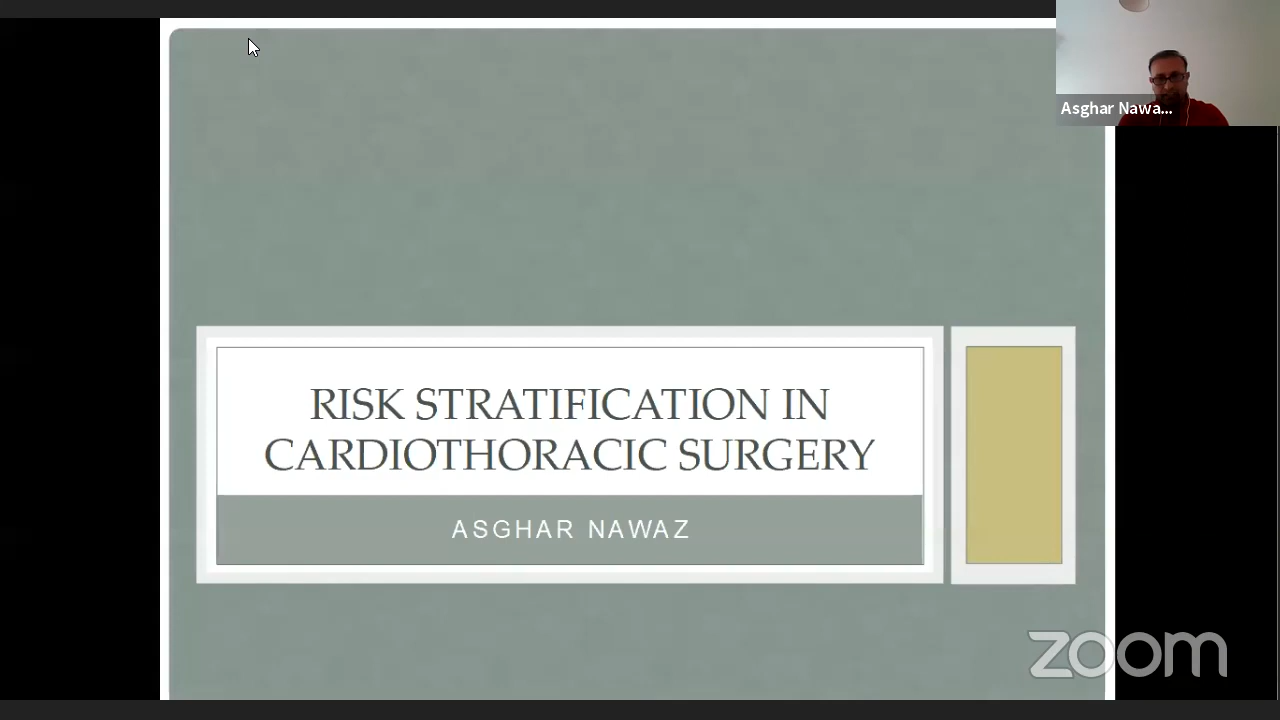 Asghar Nawa...
RISK STRATIFICATION IN
CARDIOTHORACIC SURGERY
ASGHAR NAWAZ
zoom